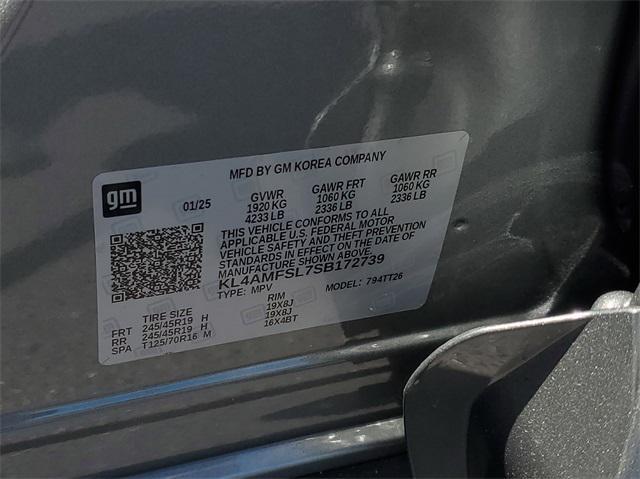 MFD BY GM KOREA COMPANY
gm 01/25 GVWR GAWR FRT GAWR RR
1920 KG 1060 KG 1060 KG
4233 LB 2336 LB 2336 LB
THIS VEHICLE CONFORMS TO ALL
APPLICABLE U.S. FEDERAL MOTOR
VEHICLE SAFETY AND THEFT PREVENTION
STANDARDS IN EFFECT ON THE DATE OF
MANUFACTURE SHOWN ABOVE.
KL4AMFSL7SB172739
TYPE: MPV MODEL: 794TT26
TIRE SIZE RIM
FRT 245/45R19 H 19X8J
RR 245/45R19 H 19X8J
SPA T125/70R16 M 16X4BT